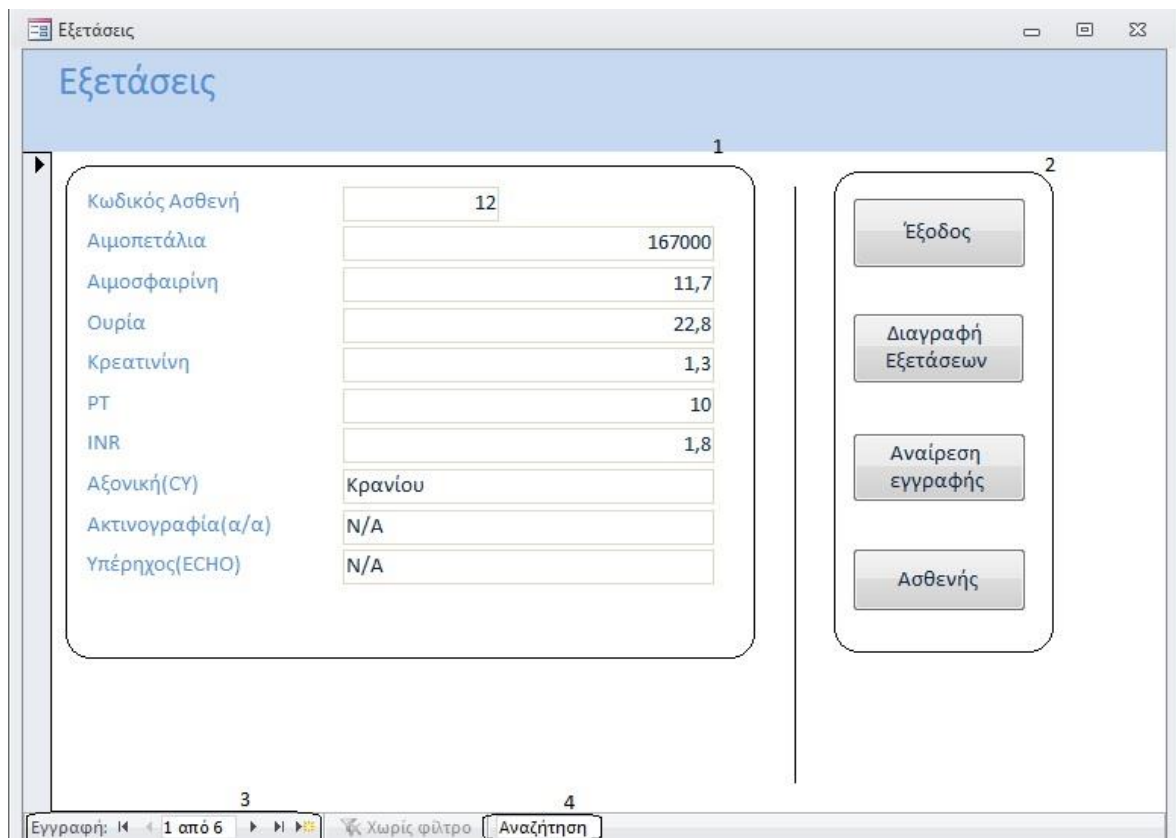 Εξετάσεις
Εξετάσεις
1
2
Κωδικός Ασθενή 12
Αιμοπετάλια 167000
Αιμοσφαιρίνη 11,7
Ουρία 22,8
Κρεατινίνη 1,3
PT 10
INR 1,8
Αξονική(CY) Κρανίου
Ακτινογραφία(α/α) N/A
Υπέρηχος(ECHO) N/A
Έξοδος
Διαγραφή
Εξετάσεων
Αναίρεση
εγγραφής
Ασθενής
3
4
Εγγραφή: 1 από 6 Χωρίς φίλτρο Αναζήτηση